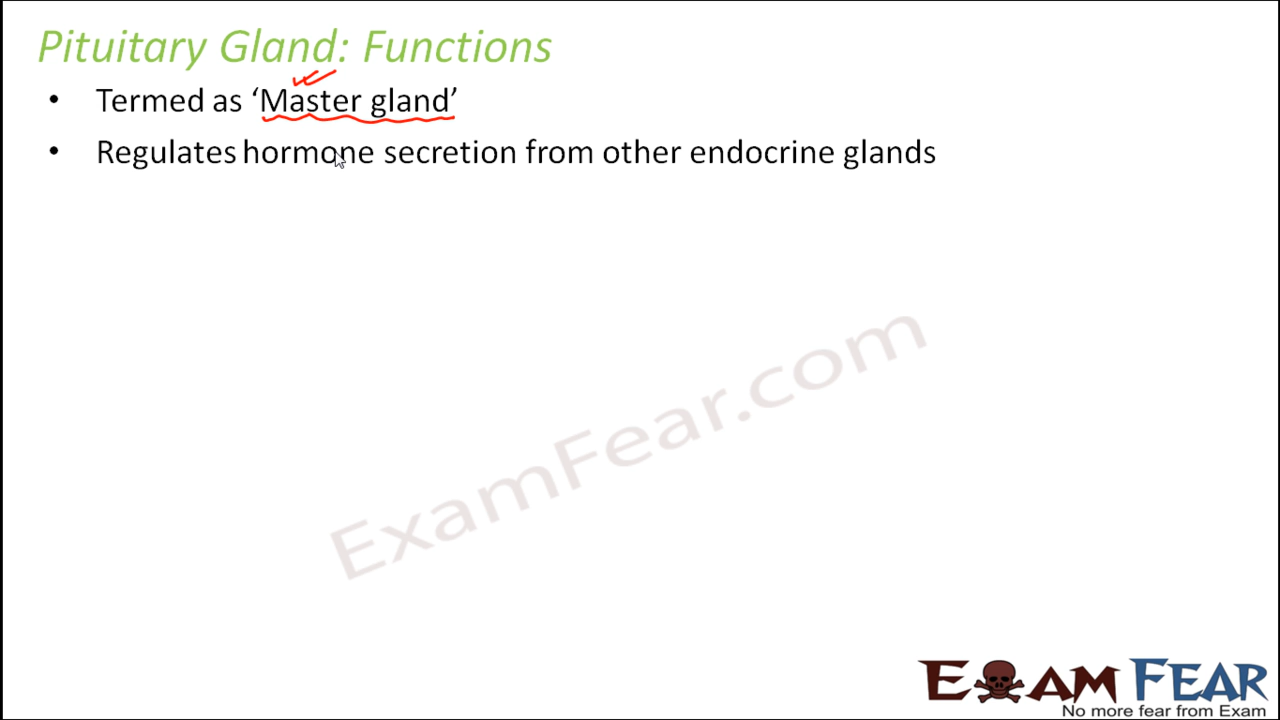 Pituitary Gland: Functions
• Termed as ‘Master gland’
• Regulates hormone secretion from other endocrine glands
ExamFear.com
EXAM FEAR
No more fear from Exam